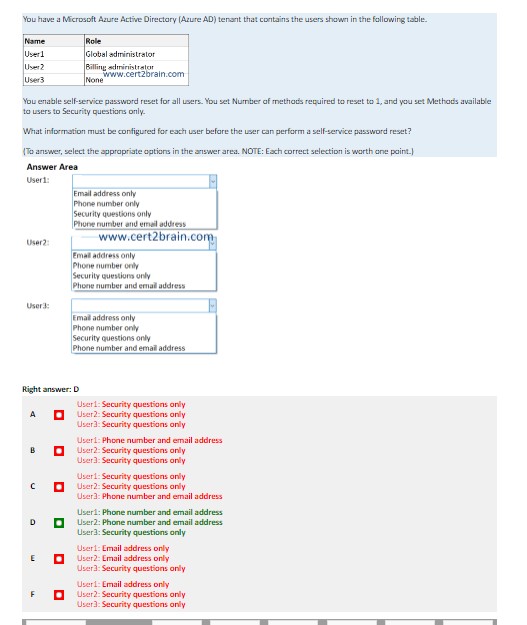 You have a Microsoft Azure Active Directory (Azure AD) tenant that contains the users shown in the following table.
Name Role
User1 Global administrator
User2 Billing administrator
User3 None
www.cert2brain.com
You enable self-service password reset for all users. You set Number of methods required to reset to 1, and you set Methods available
to users to Security questions only.
What information must be configured for each user before the user can perform a self-service password reset?
(To answer, select the appropriate options in the answer area. NOTE: Each correct selection is worth one point.)
Answer Area
User1:
Email address only
Phone number only
Security questions only
Phone number and email address
www.cert2brain.com
User2:
Email address only
Phone number only
Security questions only
Phone number and email address
User3:
Email address only
Phone number only
Security questions only
Phone number and email address
Right answer: D
A
User1: Security questions only
User2: Security questions only
User3: Security questions only
B
User1: Phone number and email address
User2: Security questions only
User3: Security questions only
C
User1: Security questions only
User2: Security questions only
User3: Phone number and email address
D
User1: Phone number and email address
User2: Phone number and email address
User3: Security questions only
E
User1: Email address only
User2: Email address only
User3: Security questions only
F
User1: Email address only
User2: Security questions only
User3: Security questions only